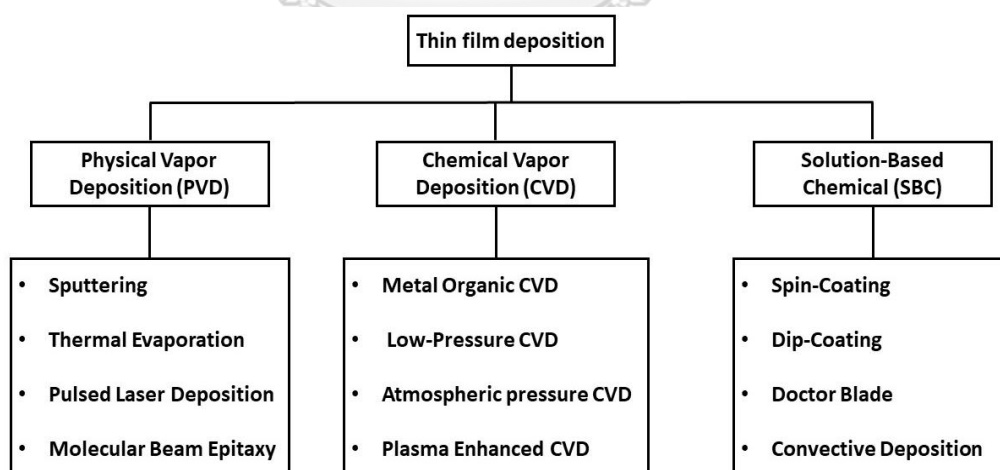 Thin film deposition
Physical Vapor
Deposition (PVD)
Chemical Vapor
Deposition (CVD)
Solution-Based
Chemical (SBC)
• Sputtering
• Thermal Evaporation
• Pulsed Laser Deposition
• Molecular Beam Epitaxy
• Metal Organic CVD
• Low-Pressure CVD
• Atmospheric pressure CVD
• Plasma Enhanced CVD
• Spin-Coating
• Dip-Coating
• Doctor Blade
• Convective Deposition